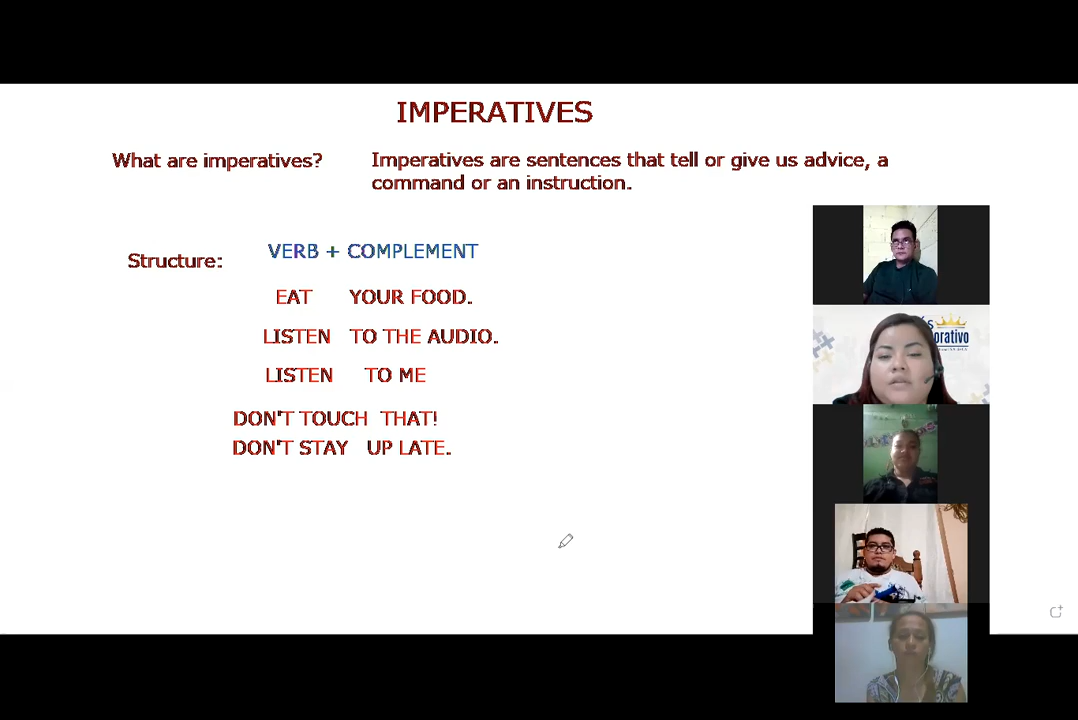 IMPERATIVES
What are imperatives? Imperatives are sentences that tell or give us advice, a
command or an instruction.
Structure: VERB + COMPLEMENT
EAT YOUR FOOD.
LISTEN TO THE AUDIO.
LISTEN TO ME
DON'T TOUCH THAT!
DON'T STAY UP LATE.